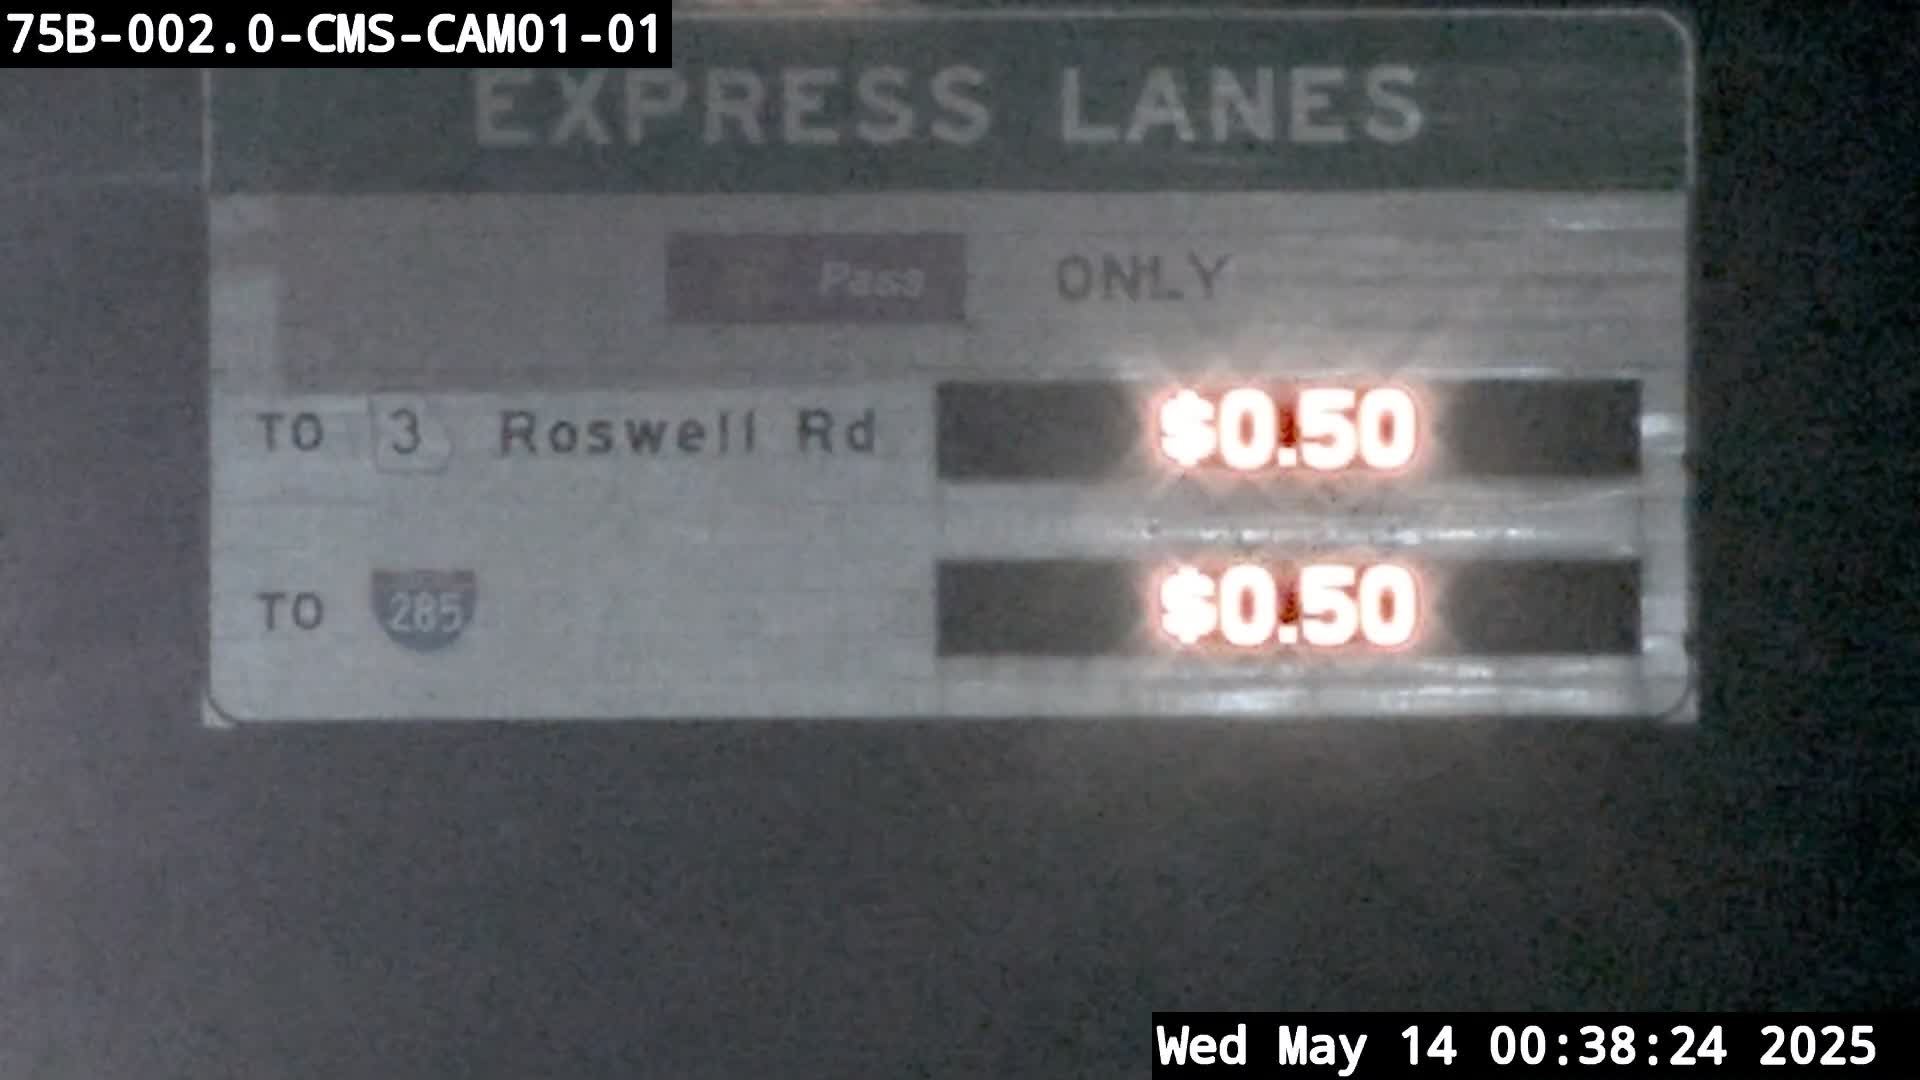 75B-002.0-CMS-CAM01-01
EXPRESS LANES
Pass ONLY
TO 3 Roswell Rd $0.50
TO 285 $0.50
Wed May 14 00:38:24 2025